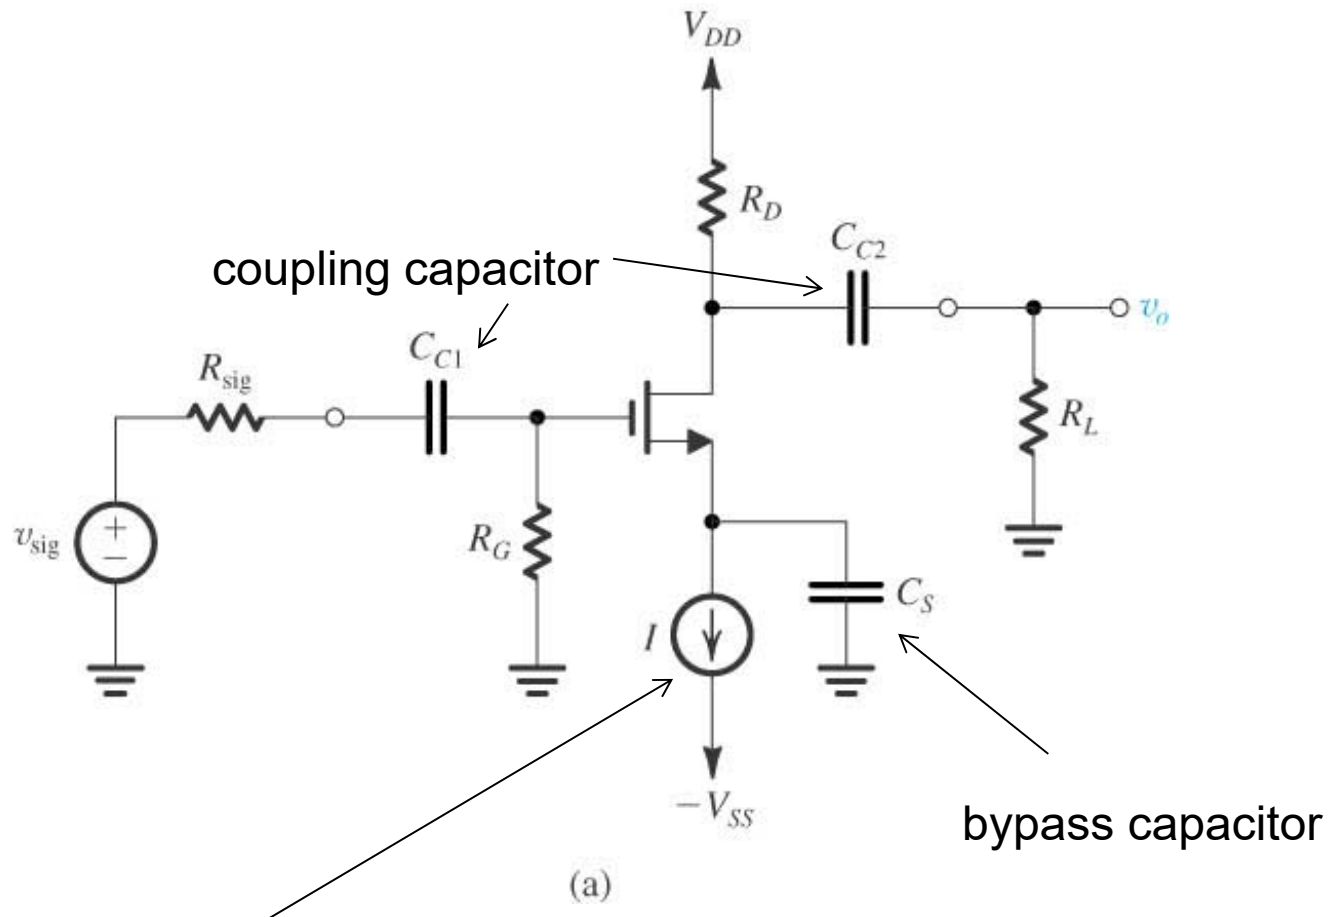 V_DD
R_D
C_C2
coupling capacitor
v_o
C_C1
R_sig
R_L
+
−
v_sig
R_G
C_S
I
−V_SS
bypass capacitor
(a)